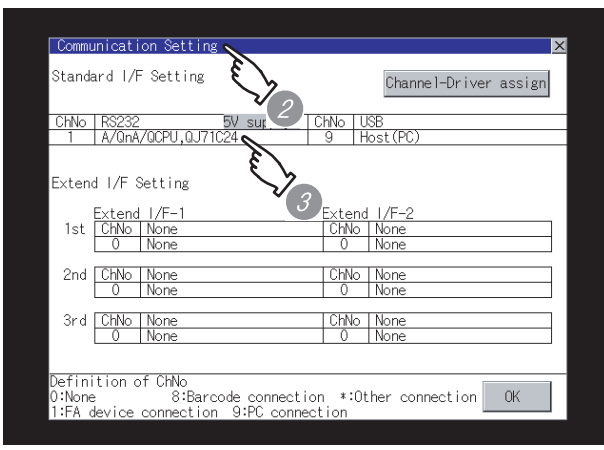 Communication Setting
Standard I/F Setting
Channel-Driver assign
ChNo RS232 5V ChNo USB
1 A/QnA/QCPU,QJ71C24 9 Host(PC)
2
Extend I/F Setting
3
Extend I/F-1 Extend I/F-2
1st ChNo None ChNo None
0 None 0 None
2nd ChNo None ChNo None
0 None 0 None
3rd ChNo None ChNo None
0 None 0 None
Definition of ChNo
0:None 8:Barcode connection *:Other connection OK
1:FA device connection 9:PC connection